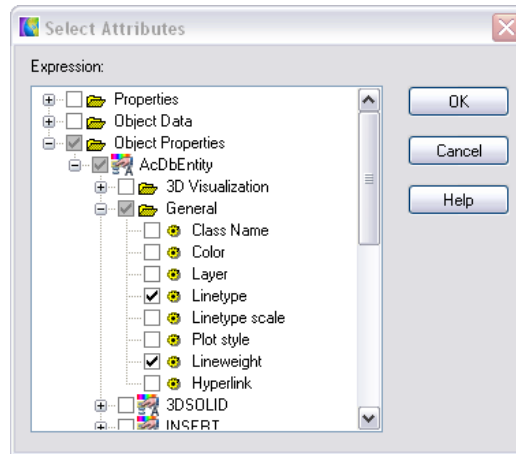 Select Attributes
Expression:
Properties
Object Data
Object Properties
AcDbEntity
3D Visualization
General
Class Name
Color
Layer
Linetype
Linetype scale
Plot style
Lineweight
Hyperlink
3DSOLID
INSERT
OK
Cancel
Help